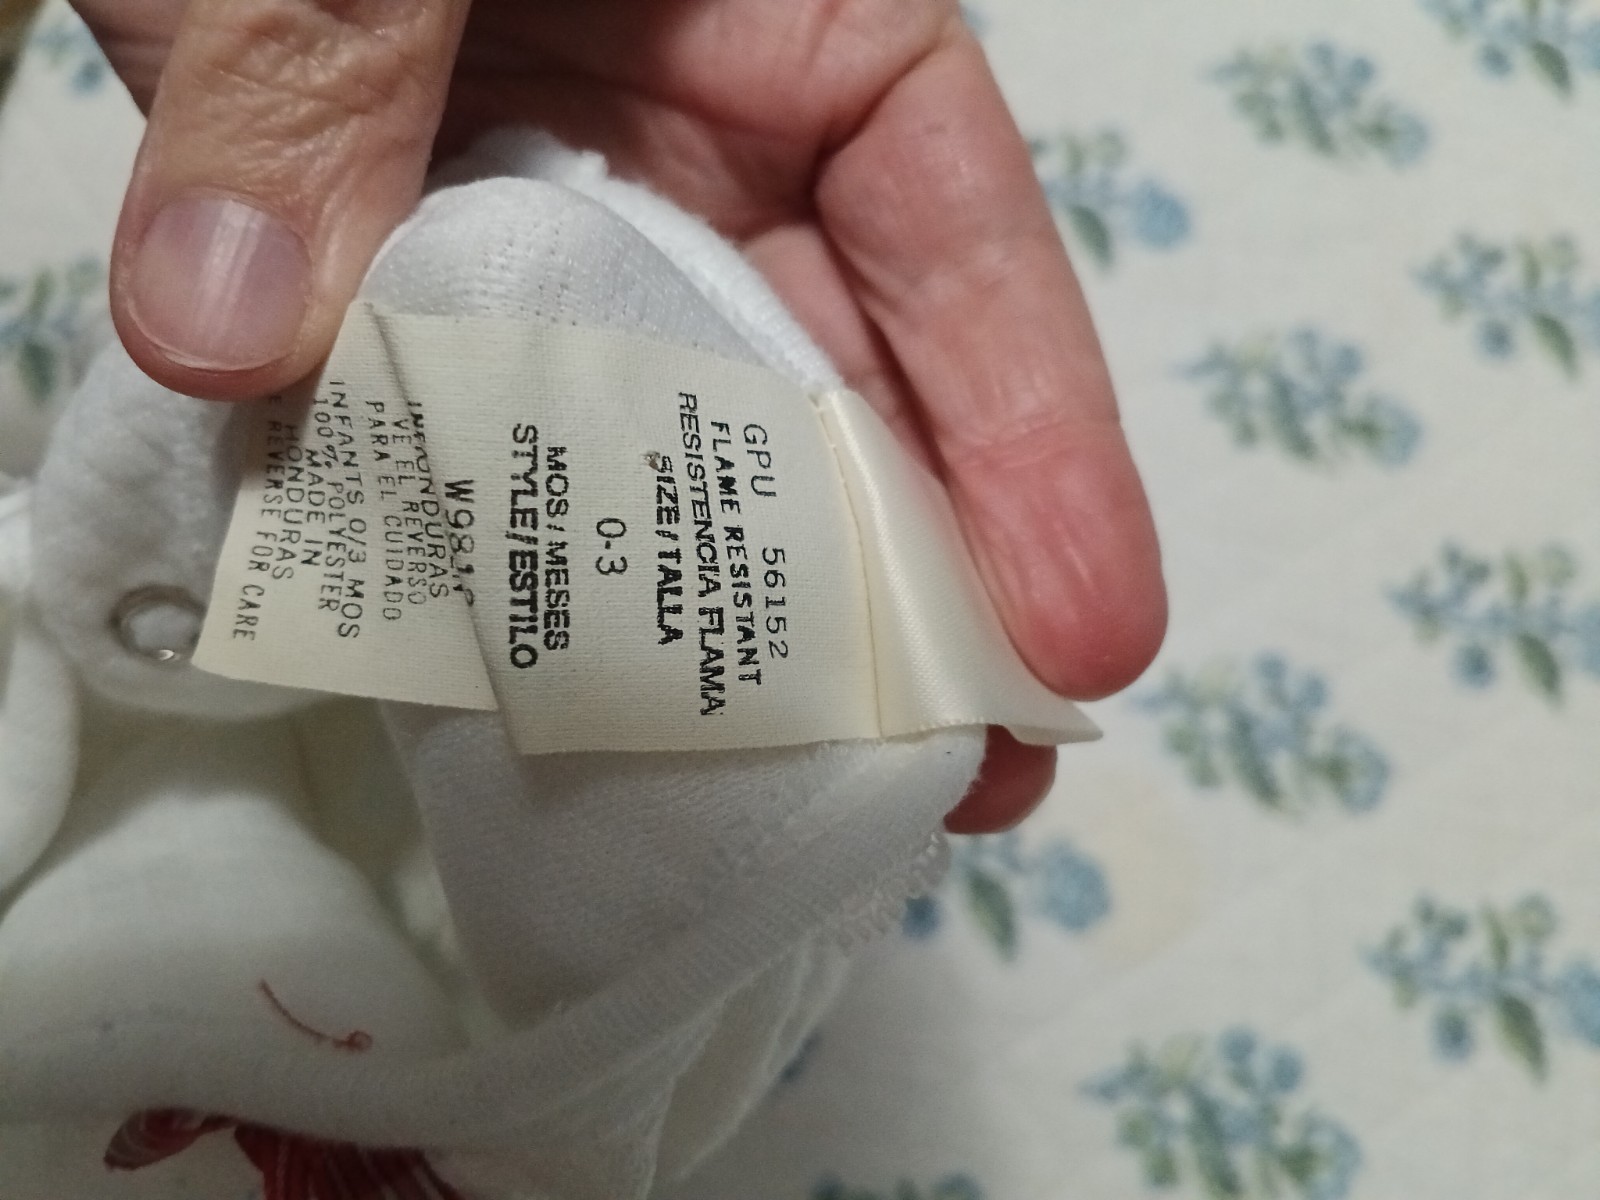 GPU 56152
FLAME RESISTANT
RESISTENCIA FLAMA
SIZE/TALLA
0-3
MOS/MESES
STYLE/ESTILO
HONDURAS
VE EL REVERSO
PARA EL CUIDADO
INFANTS 0/3 MOS
100% POLYESTER
MADE IN
HONDURAS
REVERSE FOR CARE